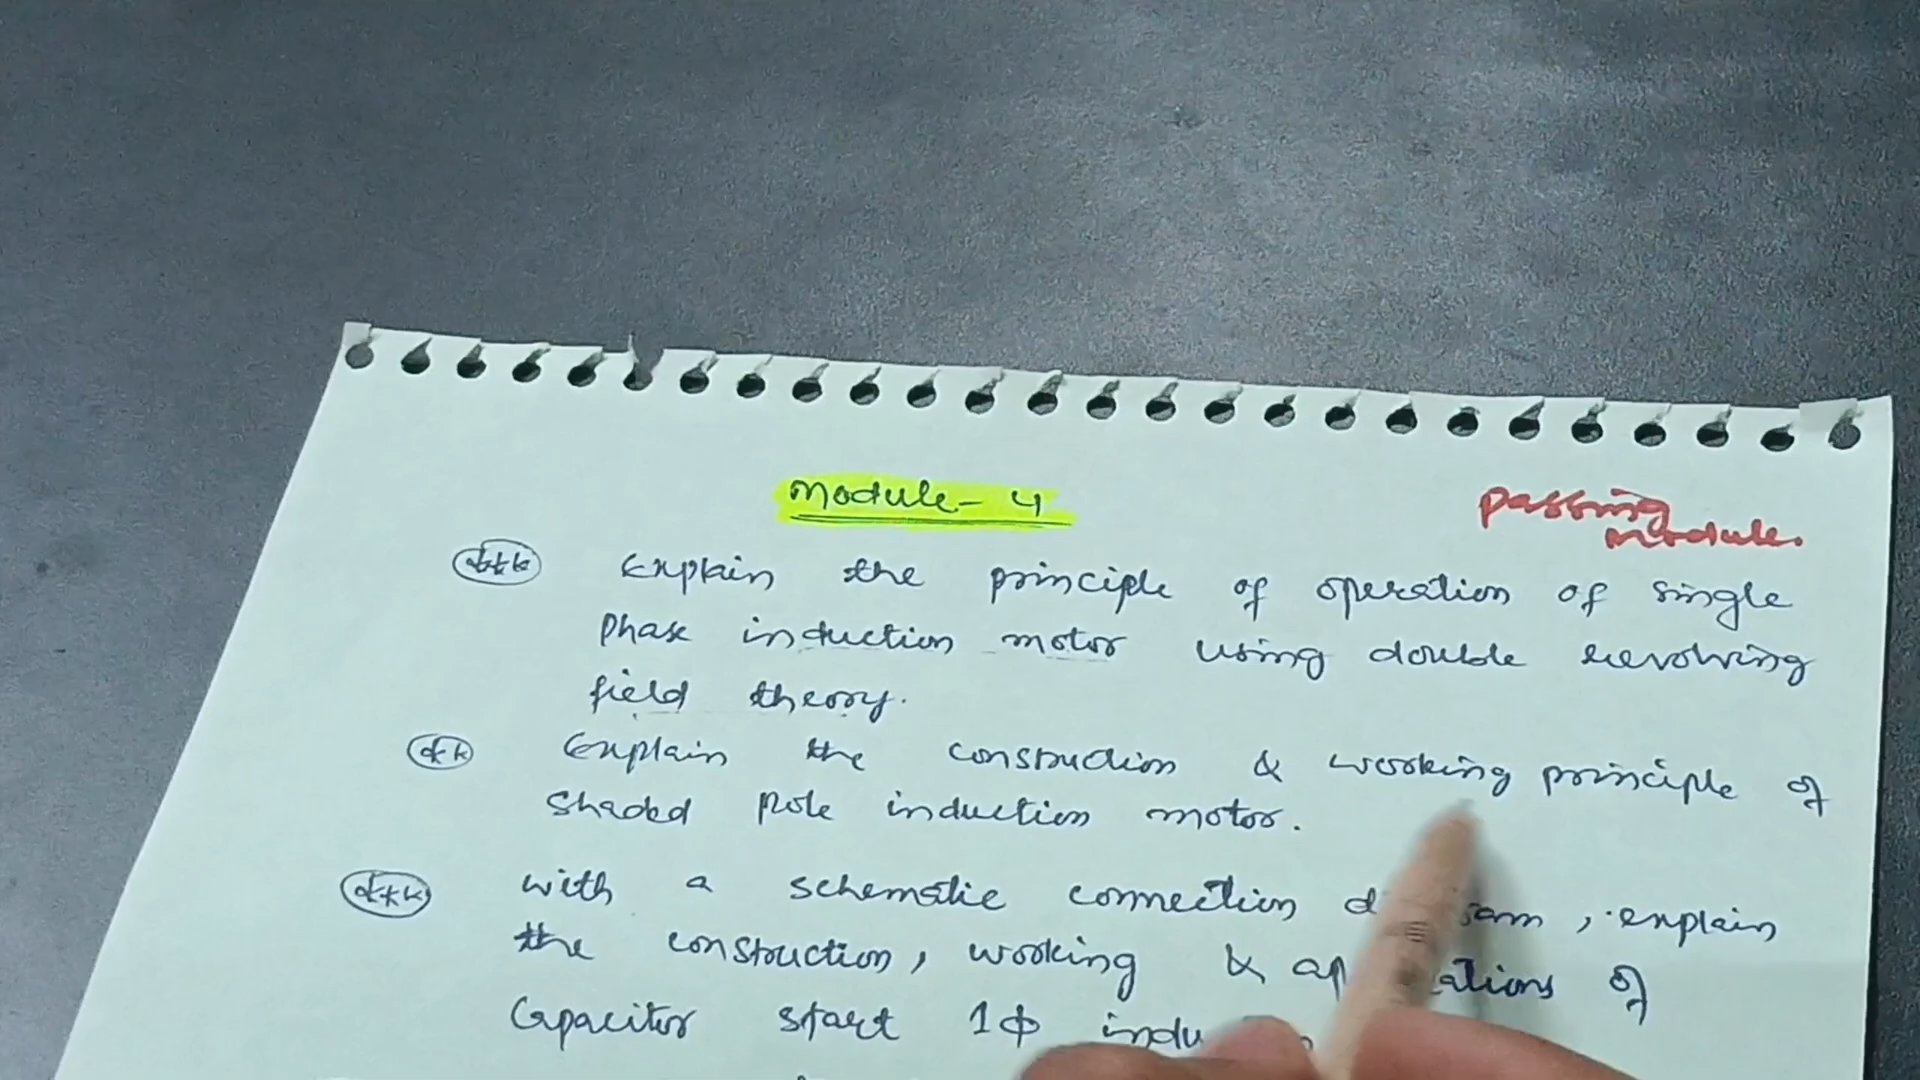 Module - 4
passing module.
*** Explain the principle of operation of single
phase induction motor using double revolving
field theory.
** Explain the construction & working principle of
shaded pole induction motor.
*** with a schematic connection , explain
the construction, working & of
Capacitor start 1ϕ